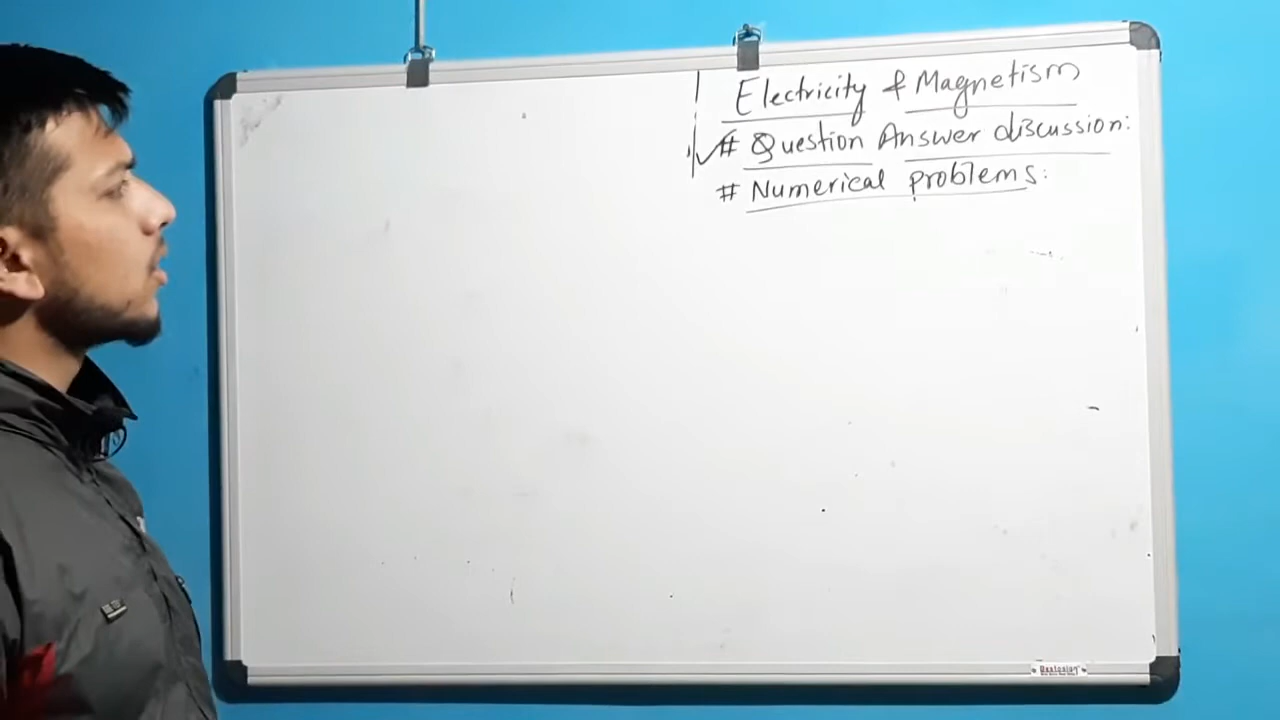 Electricity & Magnetism
# Question Answer discussion:
# Numerical problems: